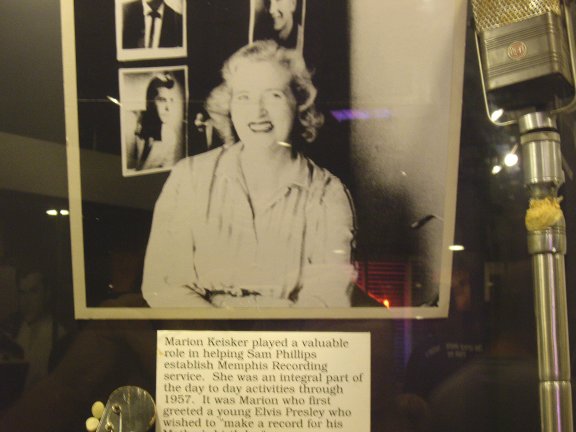 Marion Keisker played a valuable
role in helping Sam Phillips
establish Memphis Recording
service. She was an integral part of
the day to day activities through
1957. It was Marion who first
greeted a young Elvis Presley who
wished to "make a record for his